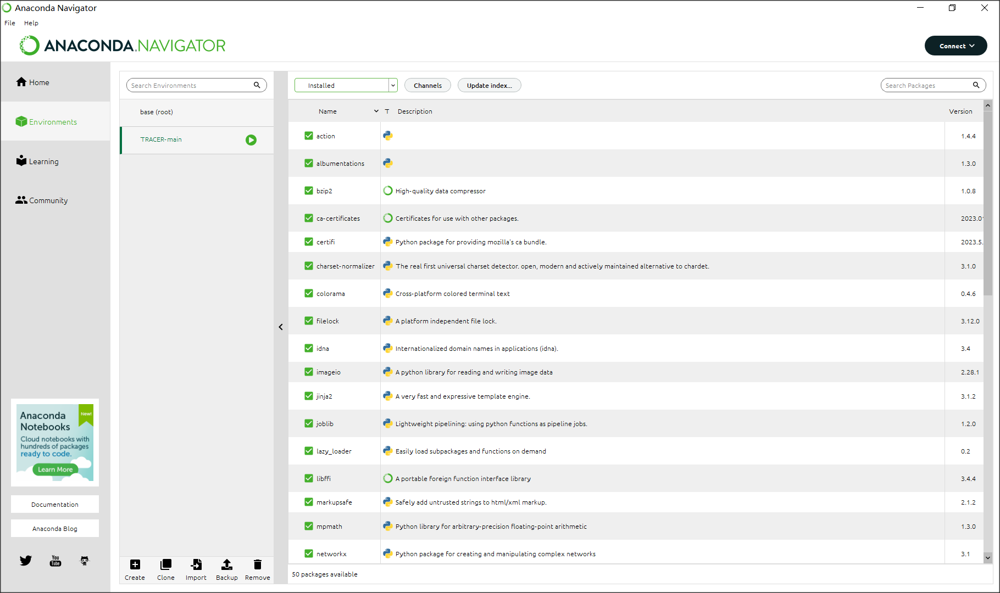 Anaconda Navigator
File Help
ANACONDA.NAVIGATOR
Connect
Home
Environments
Learning
Community
Anaconda Notebooks
New!
Cloud notebooks with
hundreds of packages
ready to code.
Learn More
Documentation
Anaconda Blog
You Tube
Search Environments
base (root)
TRACER-main
Create Clone Import Backup Remove
Installed Channels Update index... Search Packages
Name T Description Version
action 1.4.4
albumentations 1.3.0
bzip2 High-quality data compressor 1.0.8
ca-certificates Certificates for use with other packages. 2023.0
certifi Python package for providing mozilla's ca bundle. 2023.5.
charset-normalizer The real first universal charset detector. open, modern and actively maintained alternative to chardet. 3.1.0
colorama Cross-platform colored terminal text 0.4.6
filelock A platform independent file lock. 3.12.0
idna Internationalized domain names in applications (idna). 3.4
imageio A python library for reading and writing image data 2.28.1
jinja2 A very fast and expressive template engine. 3.1.2
joblib Lightweight pipelining: using python functions as pipeline jobs. 1.2.0
lazy_loader Easily load subpackages and functions on demand 0.2
libffi A portable foreign function interface library 3.4.4
markupsafe Safely add untrusted strings to html/xml markup. 2.1.2
mpmath Python library for arbitrary-precision floating-point arithmetic 1.3.0
networkx Python package for creating and manipulating complex networks 3.1
50 packages available